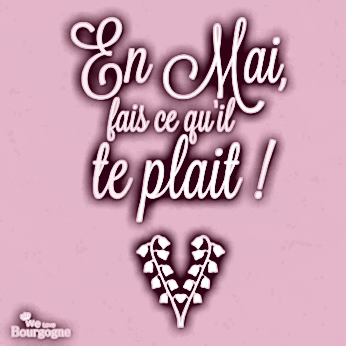 En Mai,
fais ce qu'il
te plait !
We love
Bourgogne